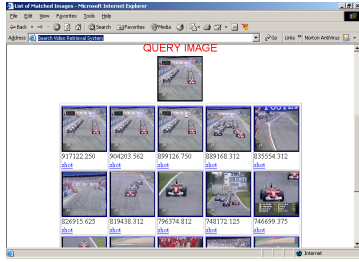 List of Matched Images - Microsoft Internet Explorer
File Edit View Favorites Tools Help
Back Search Favorites Media
Address Search Video Retrieval System Go Links Norton AntiVirus
QUERY IMAGE
917122.250 904203.562 899126.750 889168.312 835554.312
shot shot shot shot shot
826915.625 819438.312 796374.812 748172.125 746699.375
shot shot shot shot shot
Internet